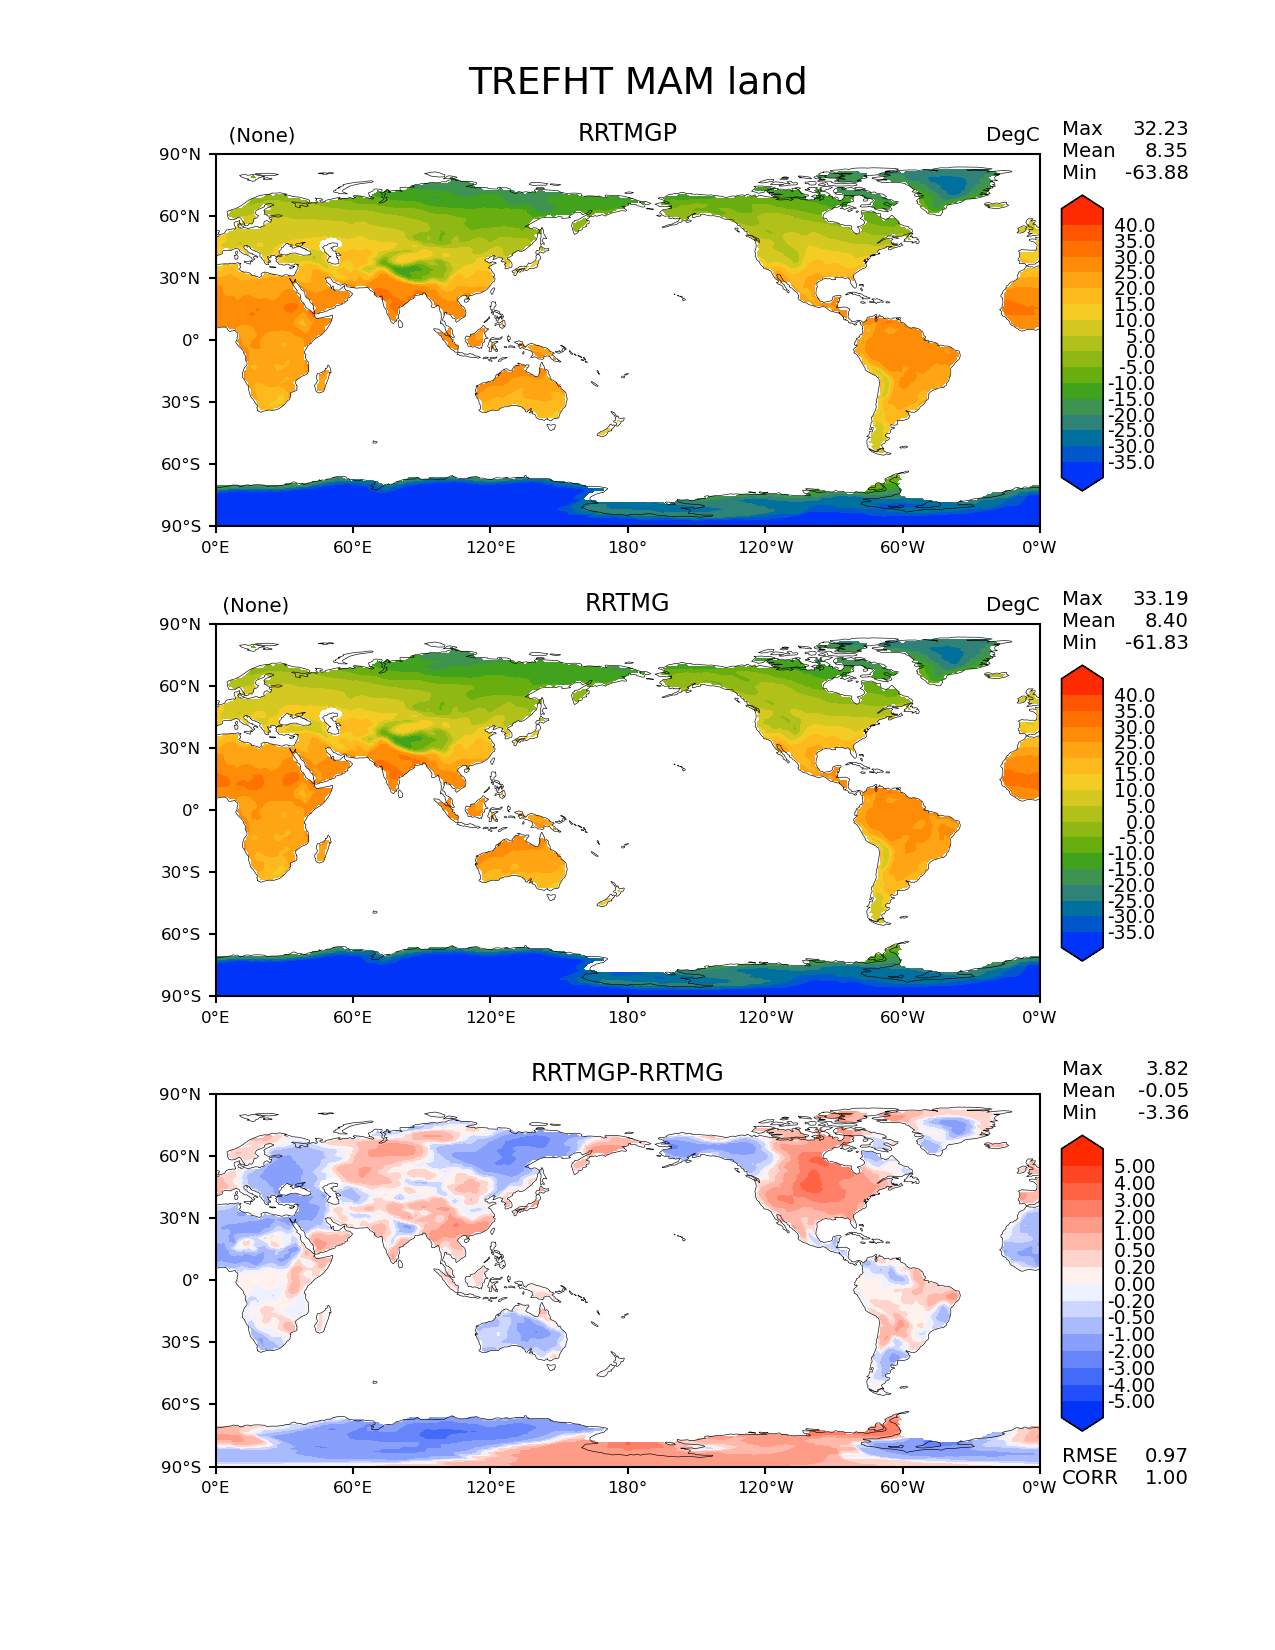 TREFHT MAM land
(None) RRTMGP DegC
Max 32.23
Mean 8.35
Min -63.88
90°N
60°N
30°N
0°
30°S
60°S
90°S
0°E 60°E 120°E 180° 120°W 60°W 0°W
40.0
35.0
30.0
25.0
20.0
15.0
10.0
5.0
0.0
-5.0
-10.0
-15.0
-20.0
-25.0
-30.0
-35.0
(None) RRTMG DegC
Max 33.19
Mean 8.40
Min -61.83
90°N
60°N
30°N
0°
30°S
60°S
90°S
0°E 60°E 120°E 180° 120°W 60°W 0°W
40.0
35.0
30.0
25.0
20.0
15.0
10.0
5.0
0.0
-5.0
-10.0
-15.0
-20.0
-25.0
-30.0
-35.0
RRTMGP-RRTMG
Max 3.82
Mean -0.05
Min -3.36
90°N
60°N
30°N
0°
30°S
60°S
90°S
0°E 60°E 120°E 180° 120°W 60°W 0°W
5.00
4.00
3.00
2.00
1.00
0.50
0.20
0.00
-0.20
-0.50
-1.00
-2.00
-3.00
-4.00
-5.00
RMSE 0.97
CORR 1.00